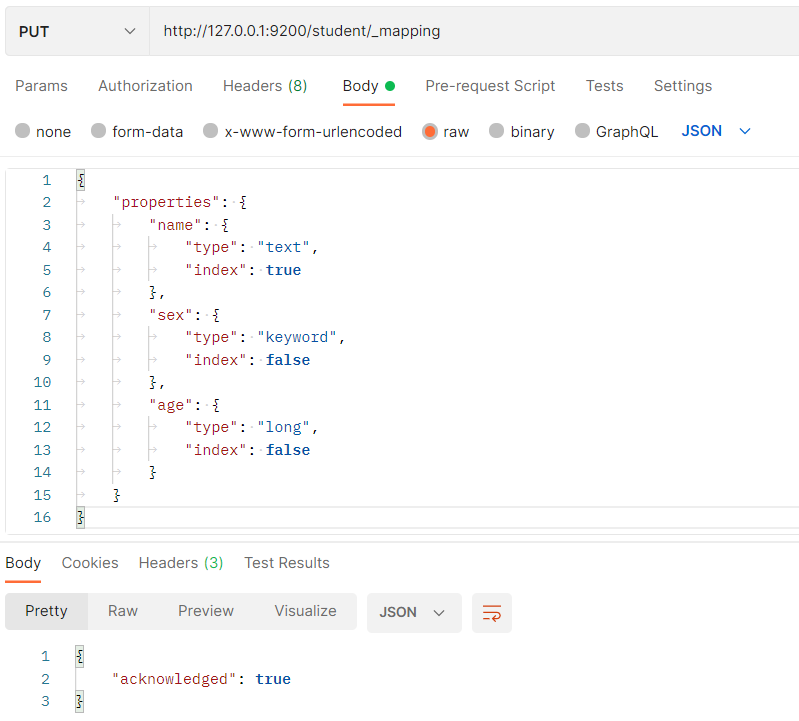 PUT http://127.0.0.1:9200/student/_mapping
Params Authorization Headers (8) Body Pre-request Script Tests Settings
none form-data x-www-form-urlencoded raw binary GraphQL JSON
1 {
2 "properties": {
3 "name": {
4 "type": "text",
5 "index": true
6 },
7 "sex": {
8 "type": "keyword",
9 "index": false
10 },
11 "age": {
12 "type": "long",
13 "index": false
14 }
15 }
16 }
Body Cookies Headers (3) Test Results
Pretty Raw Preview Visualize JSON
1 {
2 "acknowledged": true
3 }